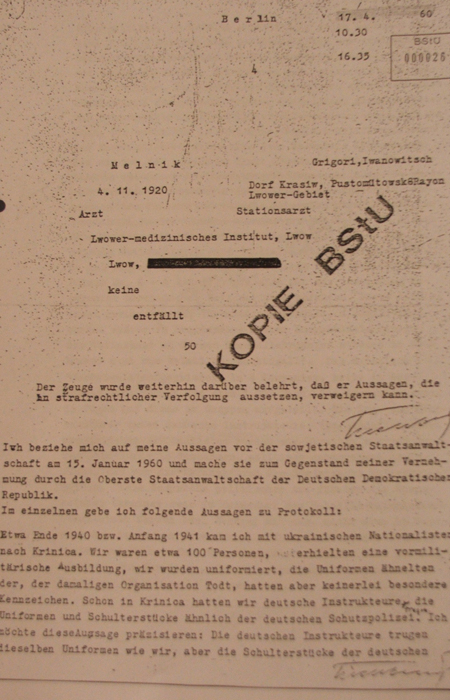 Berlin 17. 4. 60
10.30
BStU
000026
16.35
4
Melnik Grigori,Iwanowitsch
4. 11. 1920 Dorf Krasiw, PustomütowskëRayon
Lwower-Gebiet
Arzt Stationsarzt
Lwower-medizinisches Institut, Lwow
Lwow,
keine
entfällt
50
KOPIE BStU
Der Zeuge wurde weiterhin darüber belehrt, daß er Aussagen, die
ihn strafrechtlicher Verfolgung aussetzen, verweigern kann.
Iwh beziehe mich auf meine Aussagen vor der sowjetischen Staatsanwalt-
schaft am 15. Januar 1960 und mache sie zum Gegenstand meiner Verneh-
mung durch die Oberste Staatsanwaltschaft der Deutschen Demokratische
Republik.
Im einzelnen gebe ich folgende Aussagen zu Protokoll:
Etwa Ende 1940 bzw. Anfang 1941 kam ich mit ukrainischen Nationaliste
nach Krinica. Wir waren etwa 100 Personen, erhielten eine vormili-
tärische Ausbildung, wir wurden uniformiert, die Uniformen ähnelten
der, der damaligen Organisation Todt, hatten aber keinerlei besondere
Kennzeichen. Schon in Krinica hatten wir deutsche Instrukteure, die
Uniformen und Schulterstücke ähnlich der deutschen Schutzpolizei. Ich
möchte dieseAussage präzisieren: Die deutschen Instrukteure trugen
dieselben Uniformen wie wir, aber die Schulterstücke der deutschen